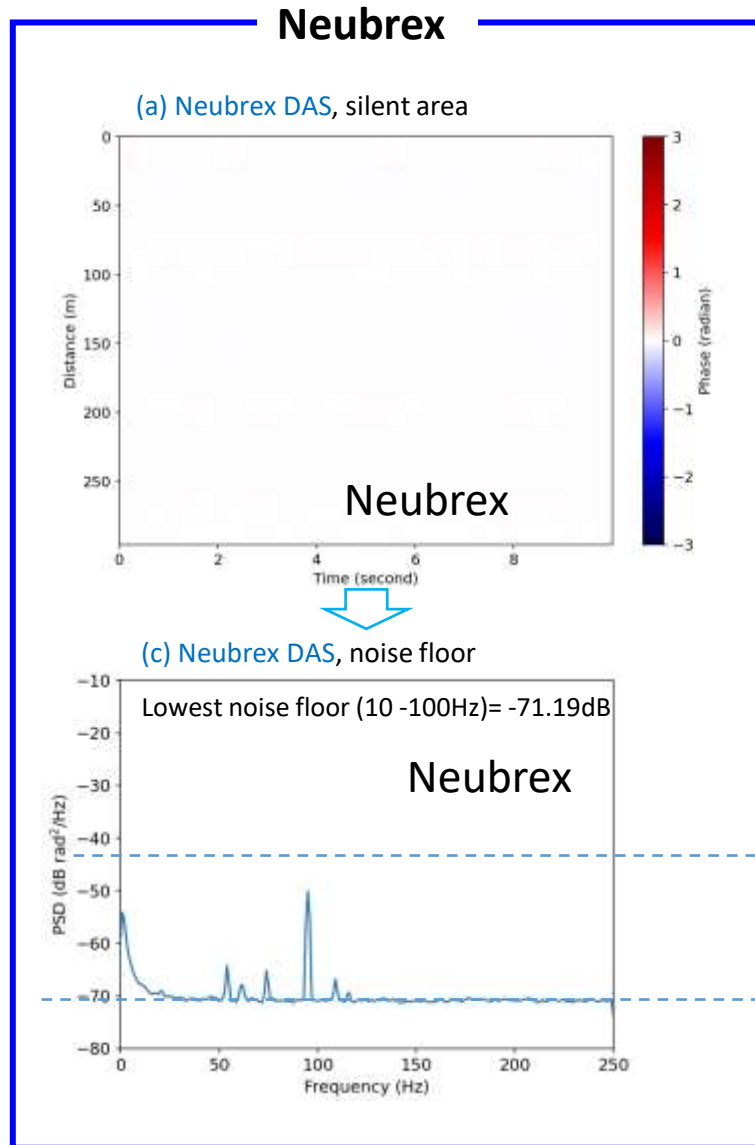 Neubrex
(a) Neubrex DAS, silent area
0
50
100
150
200
250
Distance (m)
0
2
4
6
8
Time (second)
3
2
1
0
−1
−2
−3
Phase (radian)
Neubrex
(c) Neubrex DAS, noise floor
Lowest noise floor (10 -100Hz)= -71.19dB
Neubrex
−10
−20
−30
−40
−50
−60
−70
−80
PSD (dB rad²/Hz)
0
50
100
150
200
250
Frequency (Hz)